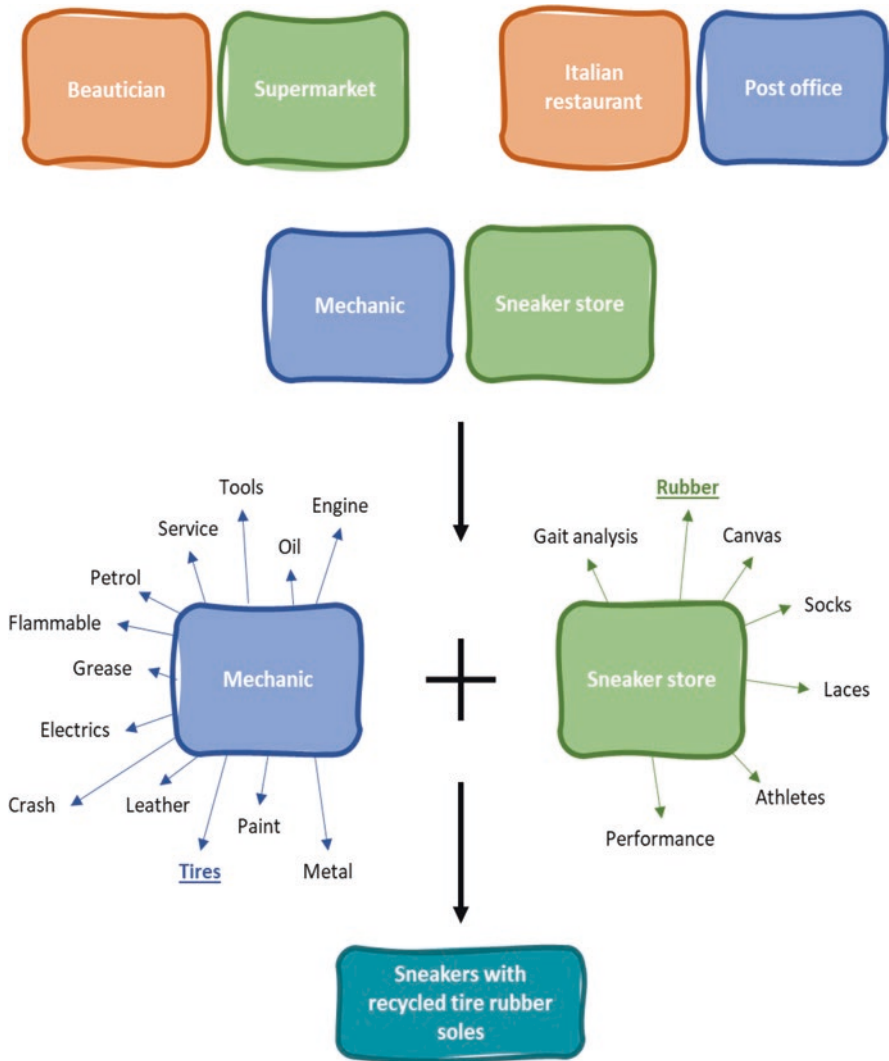 Beautician
Supermarket
Italian
restaurant
Post office
Mechanic
Sneaker store
Tools
Engine
Service
Oil
Petrol
Flammable
Grease
Mechanic
Electrics
Crash
Leather
Paint
Tires
Metal
Rubber
Gait analysis
Canvas
Socks
Sneaker store
Laces
Athletes
Performance
Sneakers with
recycled tire rubber
soles